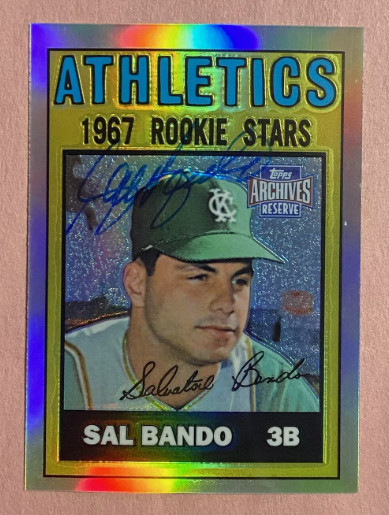 ATHLETICS
1967 ROOKIE STARS
Topps
ARCHIVES
RESERVE
KC
Salvatore Bando
SAL BANDO 3B